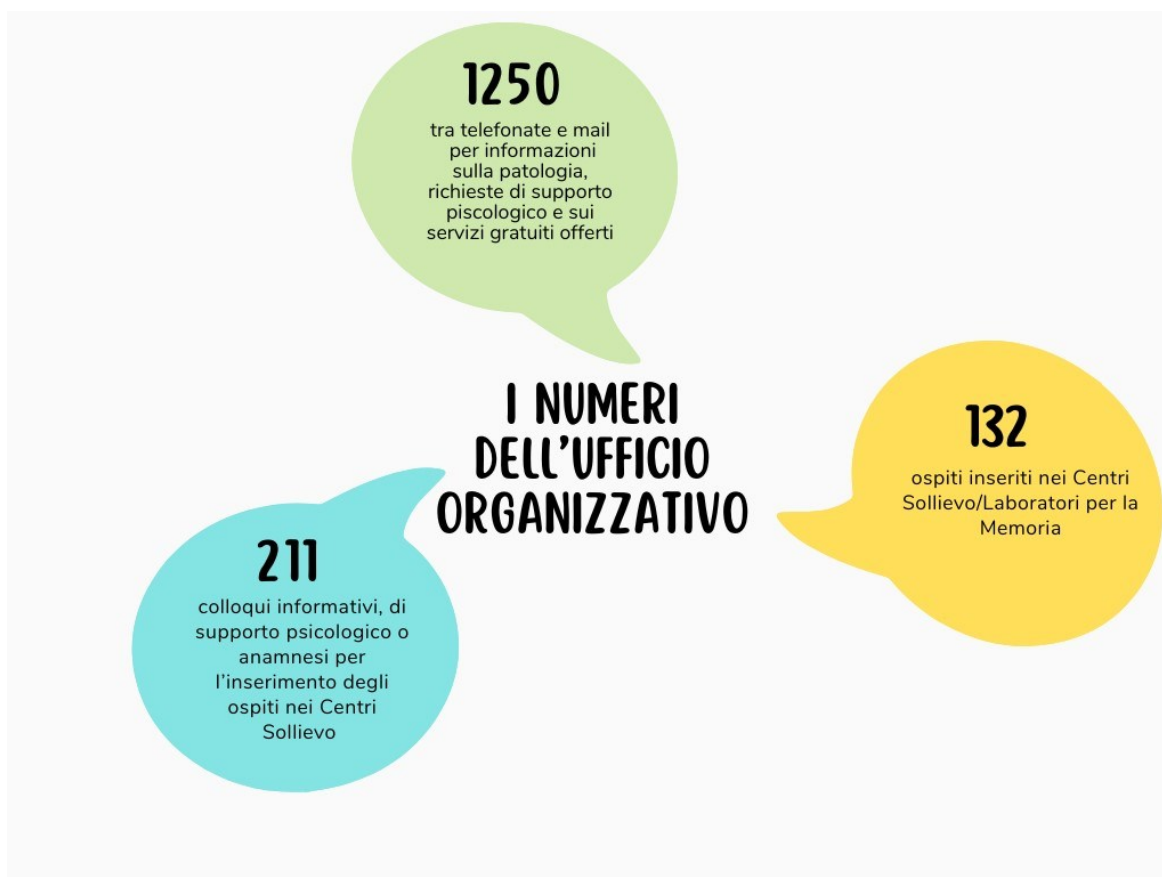 1250
tra telefonate e mail
per informazioni
sulla patologia,
richieste di supporto
piscologico e sui
servizi gratuiti offerti
I NUMERI
DELL'UFFICIO
ORGANIZZATIVO
132
ospiti inseriti nei Centri
Sollievo/Laboratori per la
Memoria
211
colloqui informativi, di
supporto psicologico o
anamnesi per
l'inserimento degli
ospiti nei Centri
Sollievo